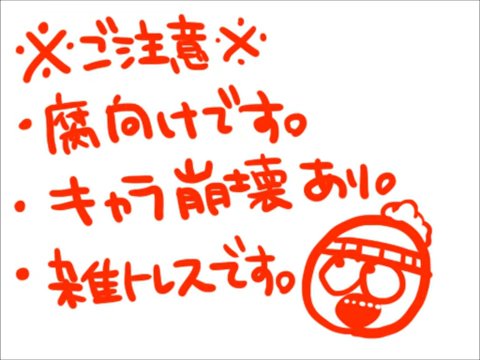 ※ご注意※
・腐向けです。
・キャラ崩壊あり。
・雑トレスです。